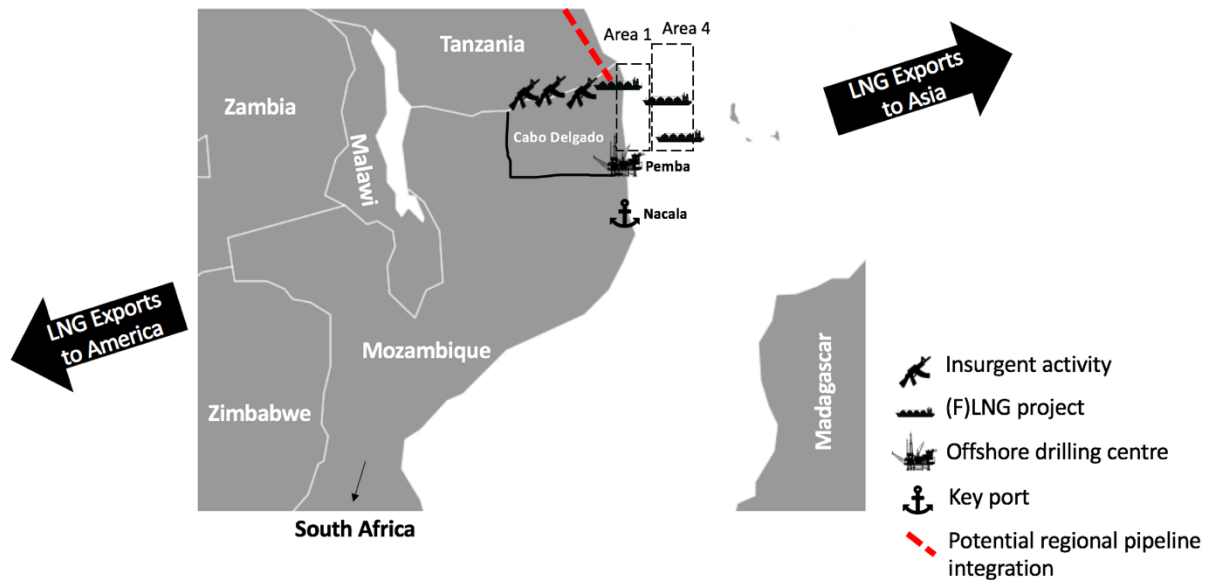 Tanzania
Area 1
Area 4
LNG Exports
to Asia
Zambia
Malawi
Cabo Delgado
Pemba
Nacala
LNG Exports
to America
Mozambique
Zimbabwe
Madagascar
South Africa
Insurgent activity
(F)LNG project
Offshore drilling centre
Key port
Potential regional pipeline
integration